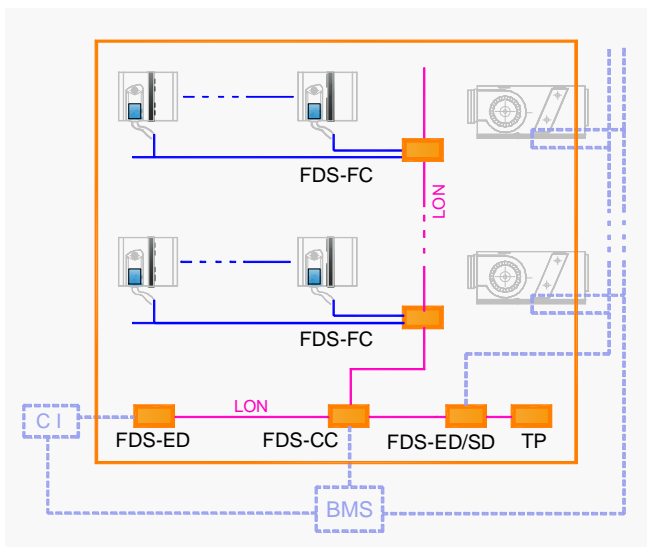 FDS-FC
LON
FDS-FC
LON
C I
FDS-ED
FDS-CC
FDS-ED/SD
TP
BMS